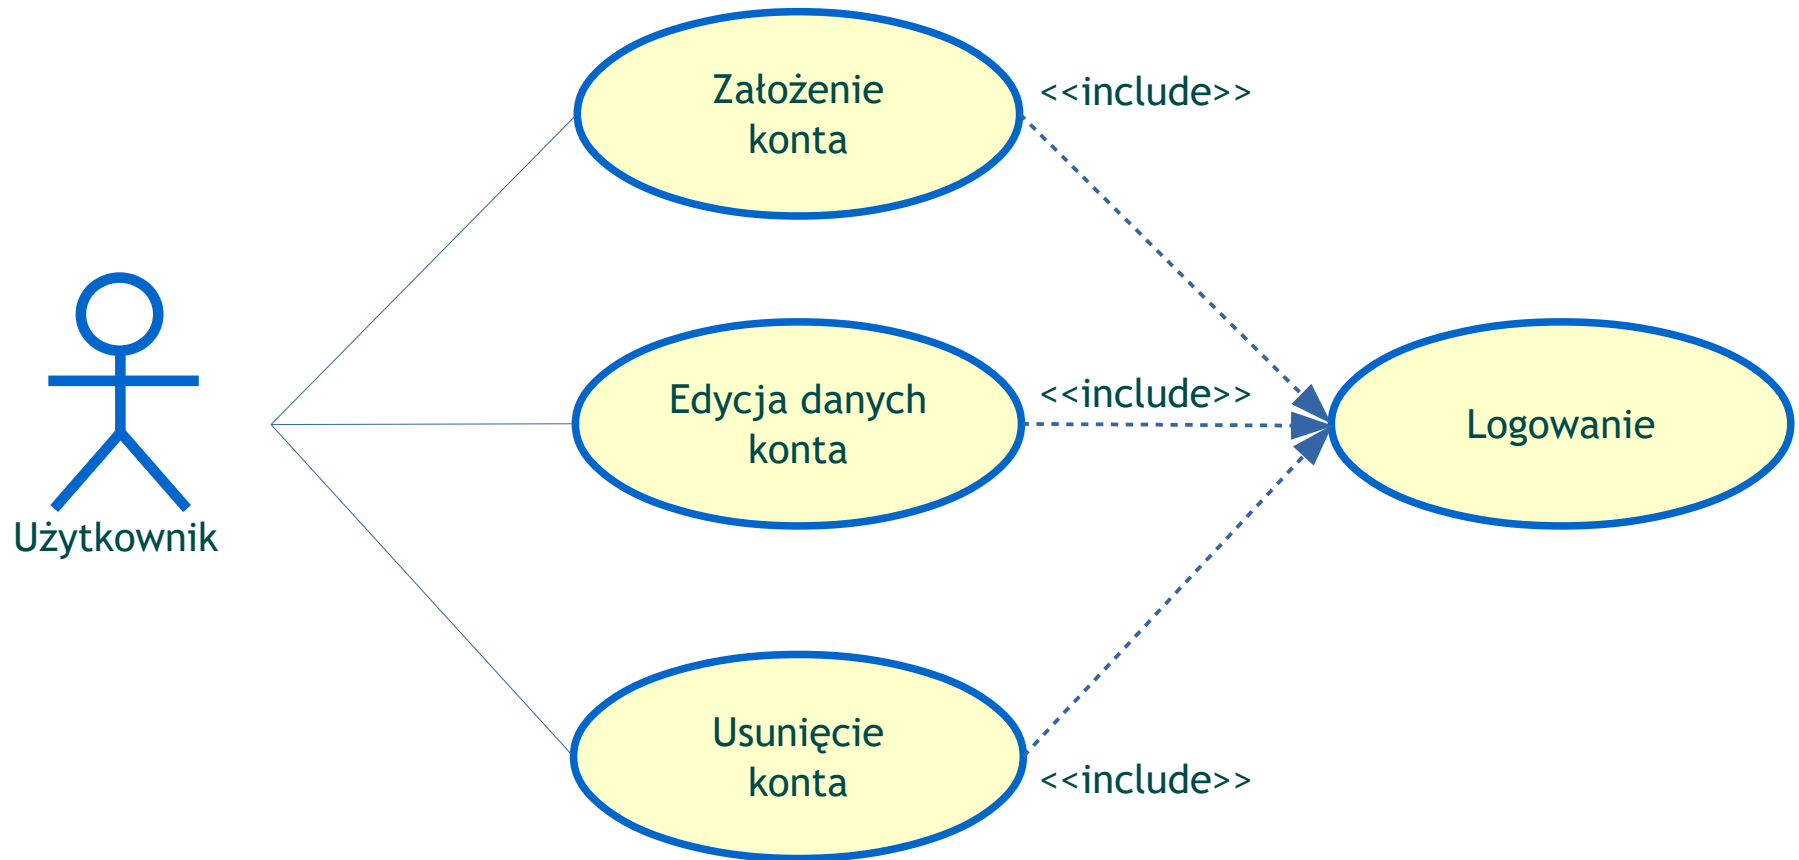 Założenie
konta
<<include>>
Użytkownik
Edycja danych
konta
<<include>>
Logowanie
Usunięcie
konta
<<include>>